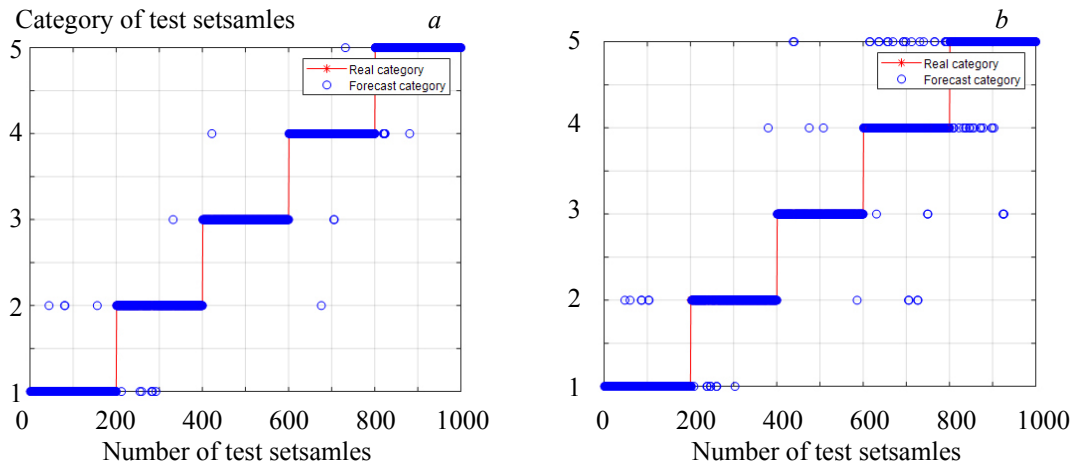 Category of test setsamles
a
5
4
3
2
1
Real category
Forecast category
0 200 400 600 800 1000
Number of test setsamles
b
5
4
3
2
1
Real category
Forecast category
0 200 400 600 800 1000
Number of test setsamles